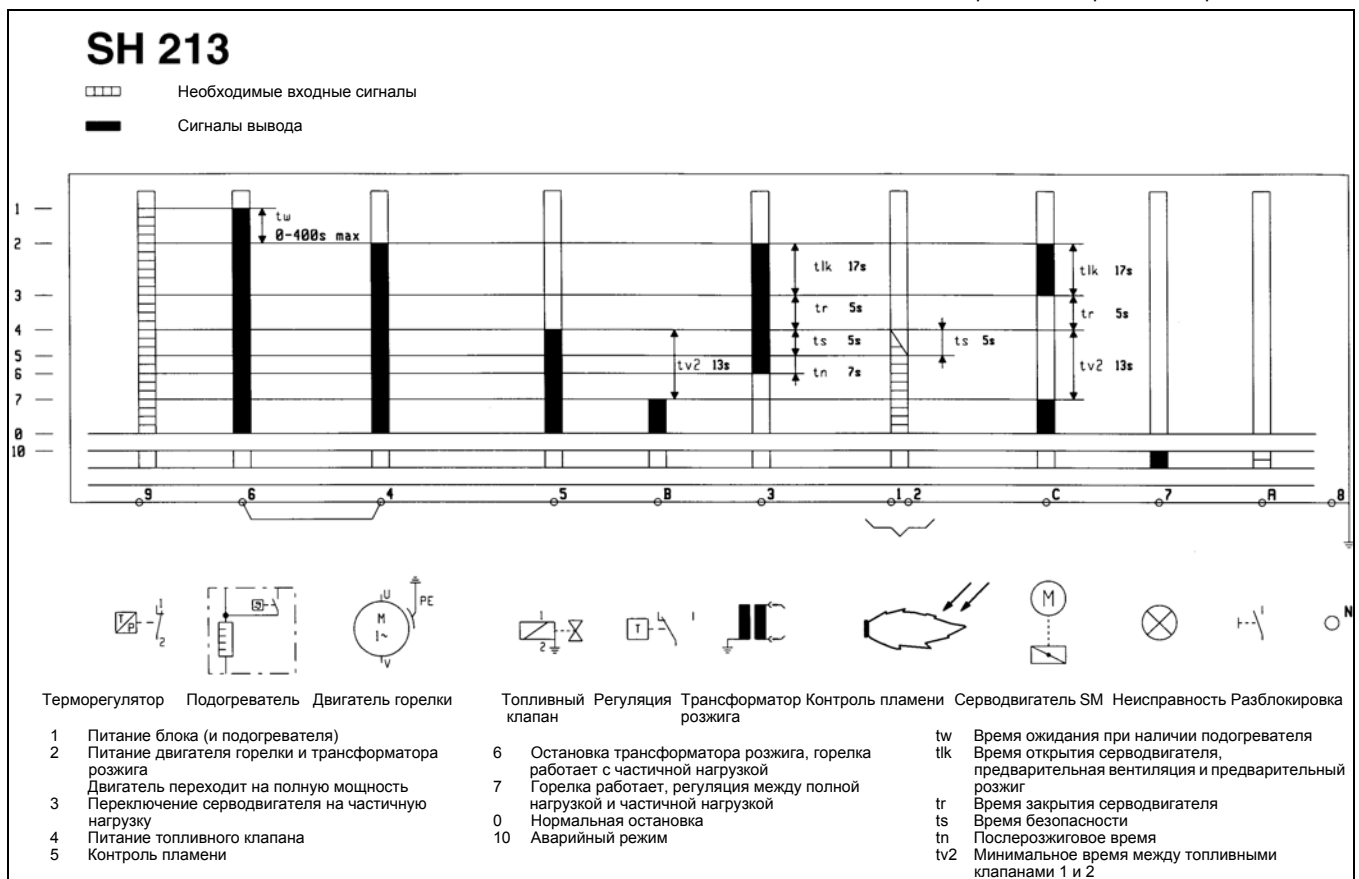 SH 213
Необходимые входные сигналы
Сигналы вывода
1
2
3
4
5
6
7
0
10
tw
0-400s max
tv2 13s
tlk 17s
tr 5s
ts 5s
tn 7s
ts 5s
tlk 17s
tr 5s
tv2 13s
9 6 4 5 B 3 1 2 C 7 A 8
T/P 1 2
M 1~ U V PE
1 2
T 1
M
N
Терморегулятор Подогреватель Двигатель горелки Топливный Регуляция Трансформатор Контроль пламени Серводвигатель SM Неисправность Разблокировка
клапан розжига
1 Питание блока (и подогревателя)
2 Питание двигателя горелки и трансформатора
розжига
Двигатель переходит на полную мощность
3 Переключение серводвигателя на частичную
нагрузку
4 Питание топливного клапана
5 Контроль пламени
6 Остановка трансформатора розжига, горелка
работает с частичной нагрузкой
7 Горелка работает, регуляция между полной
нагрузкой и частичной нагрузкой
0 Нормальная остановка
10 Аварийный режим
tw Время ожидания при наличии подогревателя
tlk Время открытия серводвигателя,
предварительная вентиляция и предварительный
розжиг
tr Время закрытия серводвигателя
ts Время безопасности
tn Послерозжиговое время
tv2 Минимальное время между топливными
клапанами 1 и 2